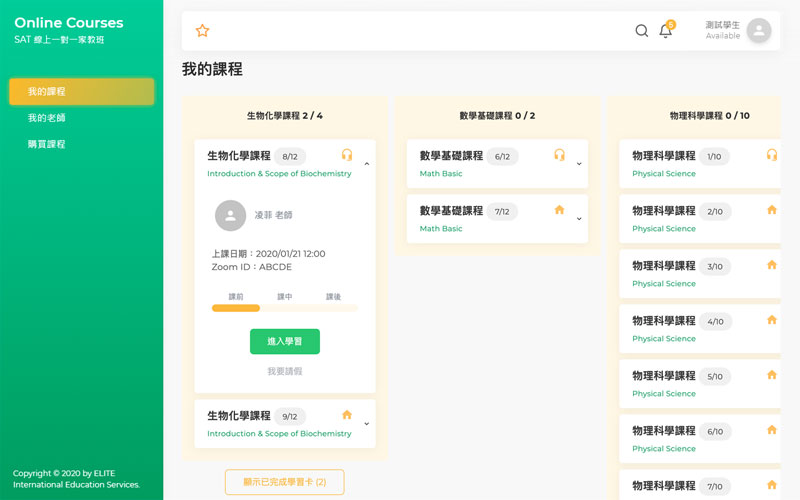 Online Courses
SAT 線上一對一家教班
我的課程
我的老師
購買課程
Copyright © 2020 by ELITE
International Education Services.
5
測試學生
Available
我的課程
生物化學課程 2 / 4
生物化學課程 8/12
Introduction & Scope of Biochemistry
凌菲 老師
上課日期：2020/01/21 12:00
Zoom ID：ABCDE
課前 課中 課後
進入學習
我要請假
生物化學課程 9/12
Introduction & Scope of Biochemistry
顯示已完成學習卡 (2)
數學基礎課程 0 / 2
數學基礎課程 6/12
Math Basic
數學基礎課程 7/12
Math Basic
物理科學課程 0 / 10
物理科學課程 1/10
Physical Science
物理科學課程 2/10
Physical Science
物理科學課程 3/10
Physical Science
物理科學課程 4/10
Physical Science
物理科學課程 5/10
Physical Science
物理科學課程 6/10
Physical Science
物理科學課程 7/10